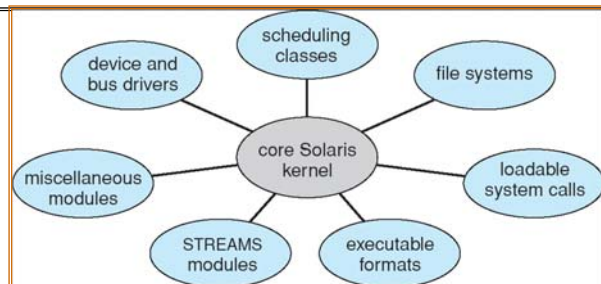 scheduling
classes
device and
bus drivers
file systems
core Solaris
kernel
miscellaneous
modules
loadable
system calls
STREAMS
modules
executable
formats